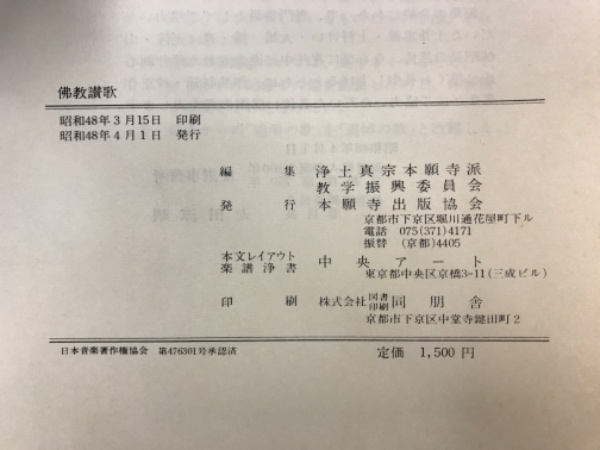 佛教讃歌
昭和48年3月15日 印刷
昭和48年4月1日 発行
編集 浄土真宗本願寺派
教学振興委員会
発行 本願寺出版協会
京都市下京区堀川通花屋町下ル
電話 075(371)4171
振替 (京都)4405
本文レイアウト
楽譜浄書 中央アート
東京都中央区京橋3-11(三成ビル)
印刷 株式会社 図書印刷 同朋舎
京都市下京区中堂寺鍵田町2
日本音楽著作権協会 第476301号承認済 定価 1,500円